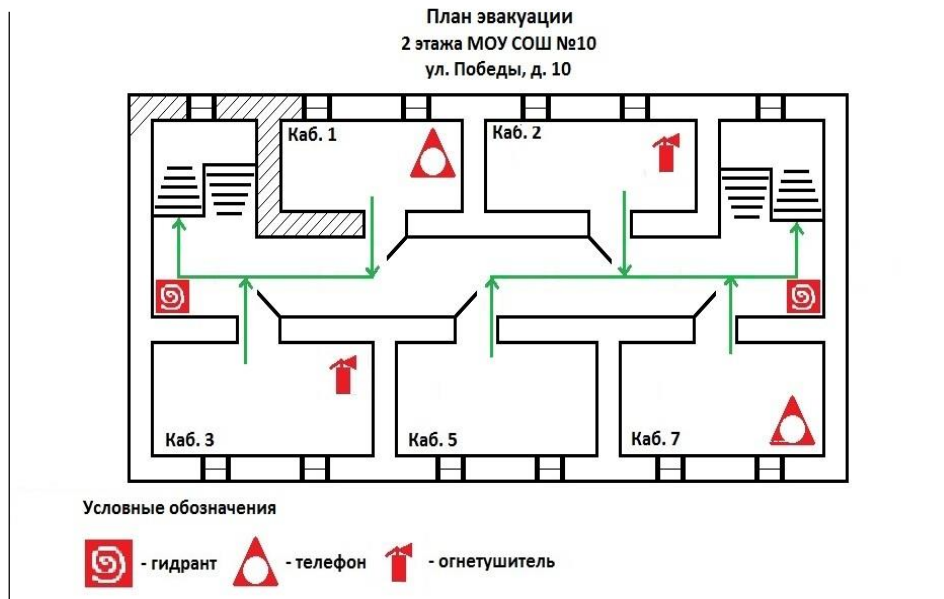 План эвакуации
2 этажа МОУ СОШ №10
ул. Победы, д. 10
Каб. 1
Каб. 2
Каб. 3
Каб. 5
Каб. 7
Условные обозначения
- гидрант - телефон - огнетушитель